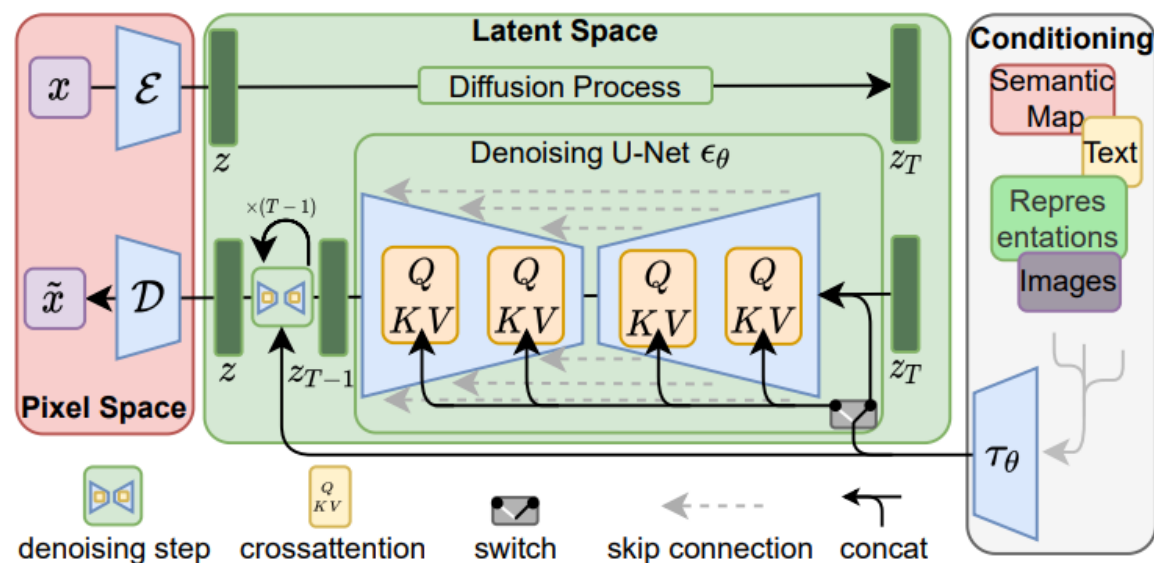 Latent Space
Conditioning
x
ℰ
z
Diffusion Process
z_T
Semantic
Map
Text
Repres
entations
Images
Denoising U-Net ϵ_θ
×(T−1)
Q
KV
Q
KV
Q
KV
Q
KV
x̃
𝒟
z
z_{T−1}
z_T
Pixel Space
τ_θ
Q
KV
denoising step
crossattention
switch
skip connection
concat